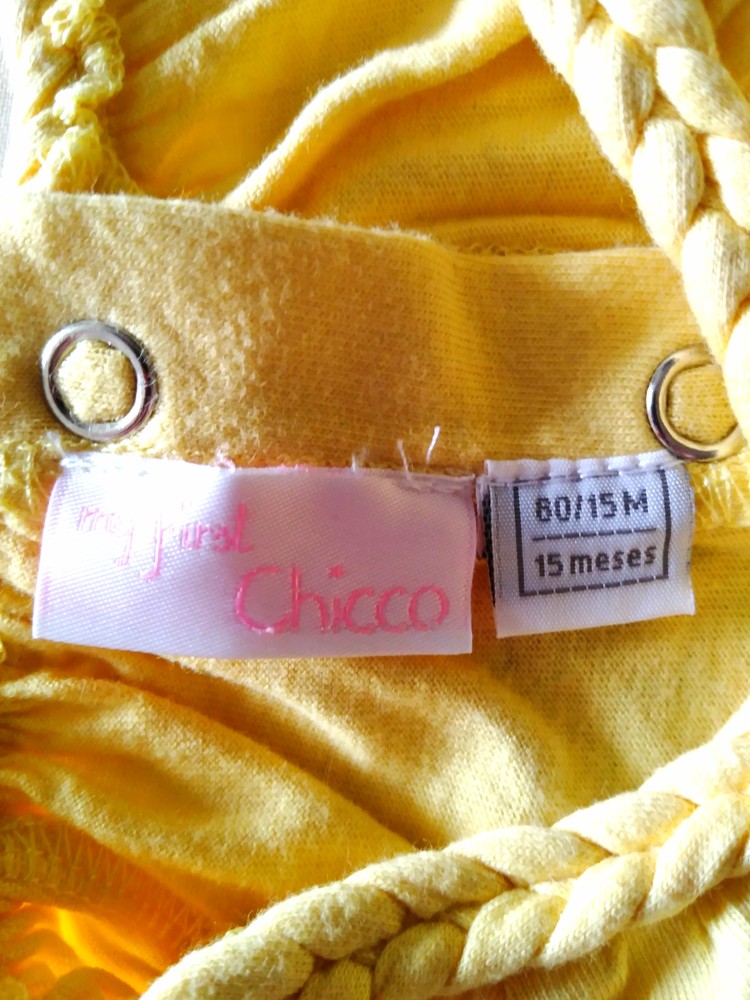 my first
Chicco
80/15 M
15 meses